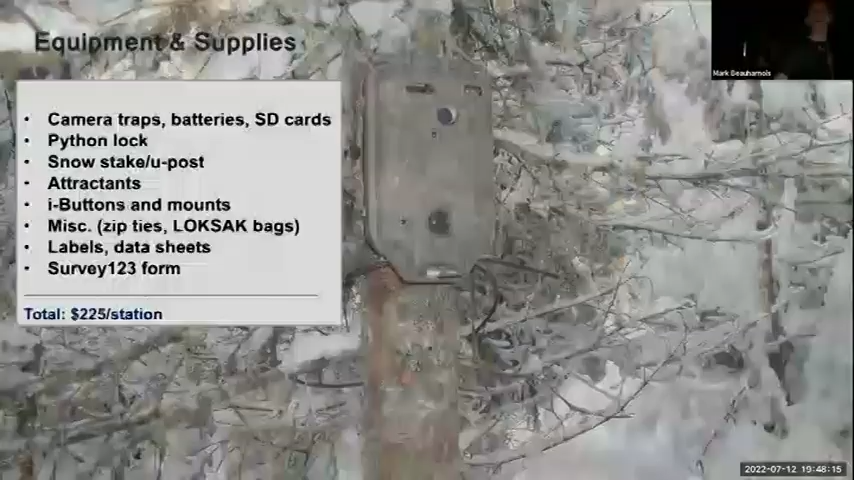 Equipment & Supplies
• Camera traps, batteries, SD cards
• Python lock
• Snow stake/u-post
• Attractants
• i-Buttons and mounts
• Misc. (zip ties, LOKSAK bags)
• Labels, data sheets
• Survey123 form
Total: $225/station
Mark Beauharnois
2022-07-12 19:48:15